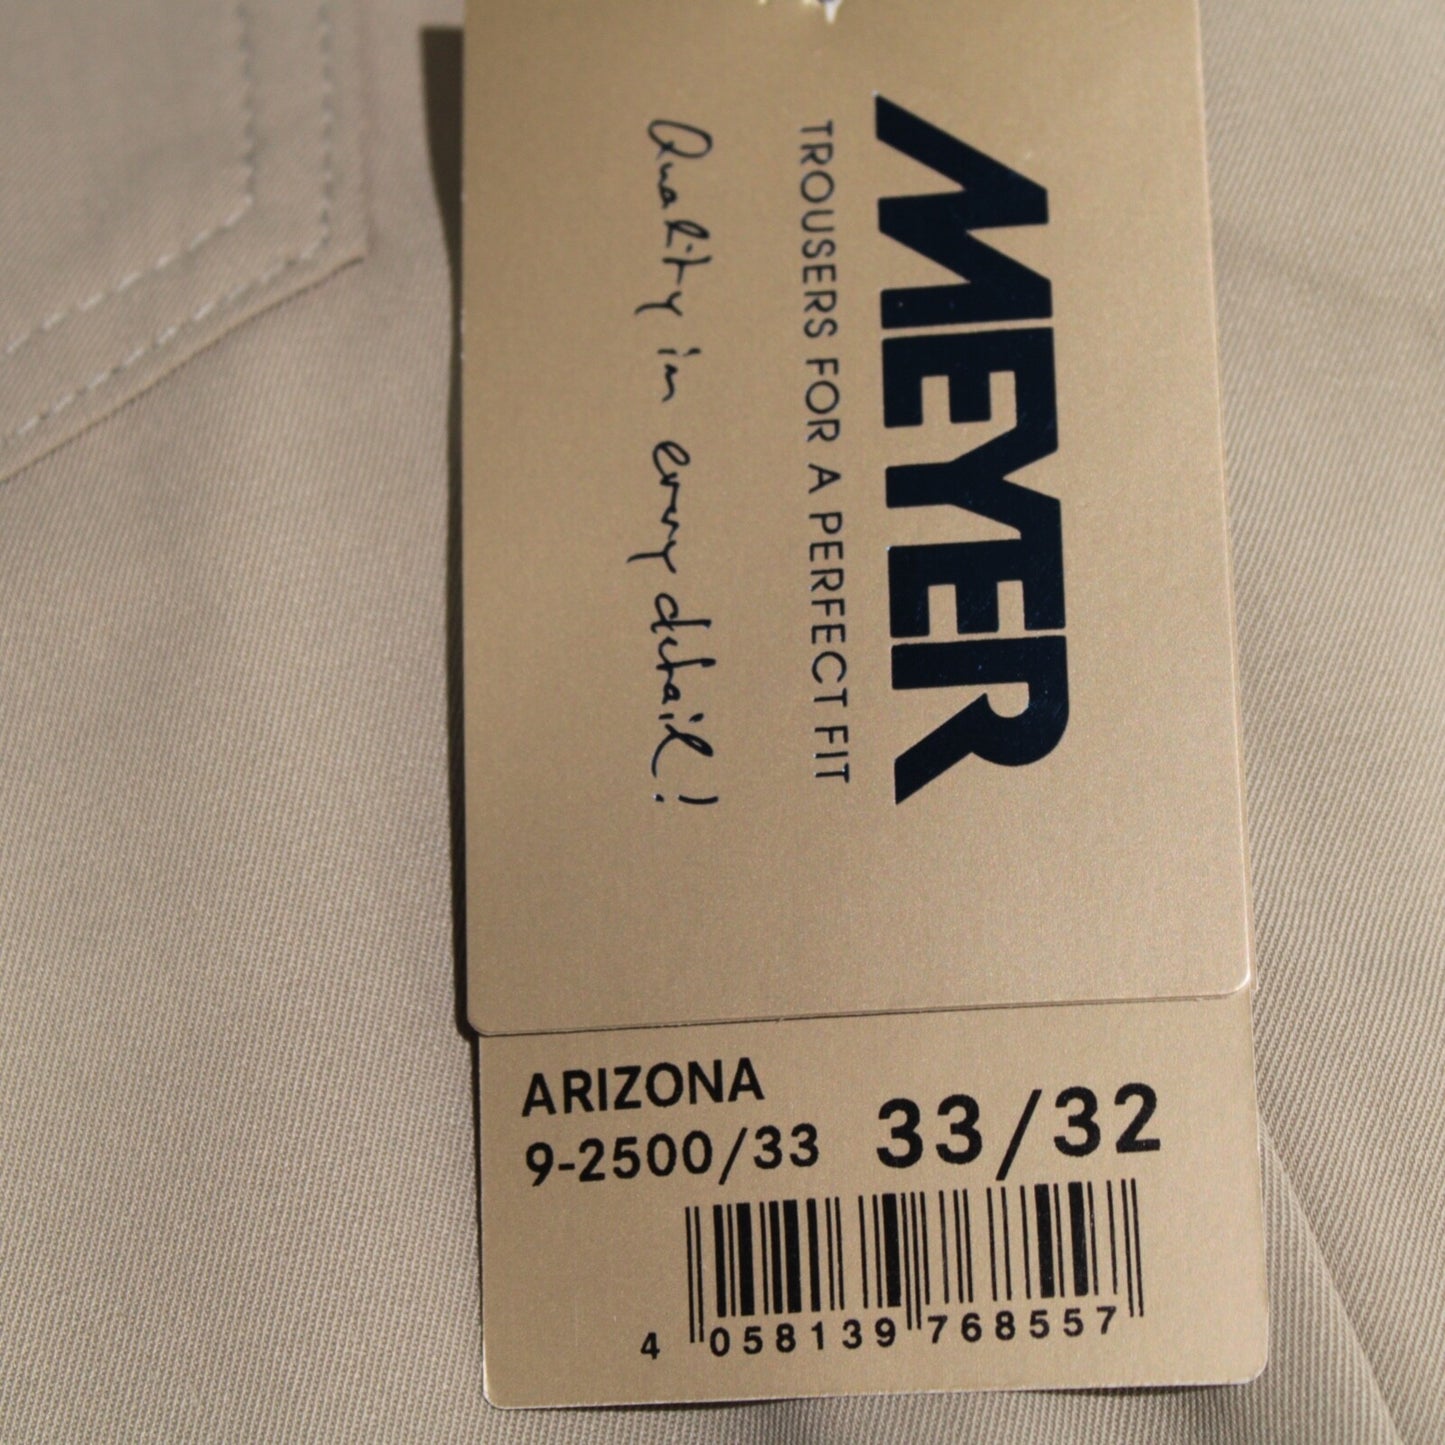 MEYER
TROUSERS FOR A PERFECT FIT
Quality in every detail!
ARIZONA
9-2500/33
33/32
4 058139 768557